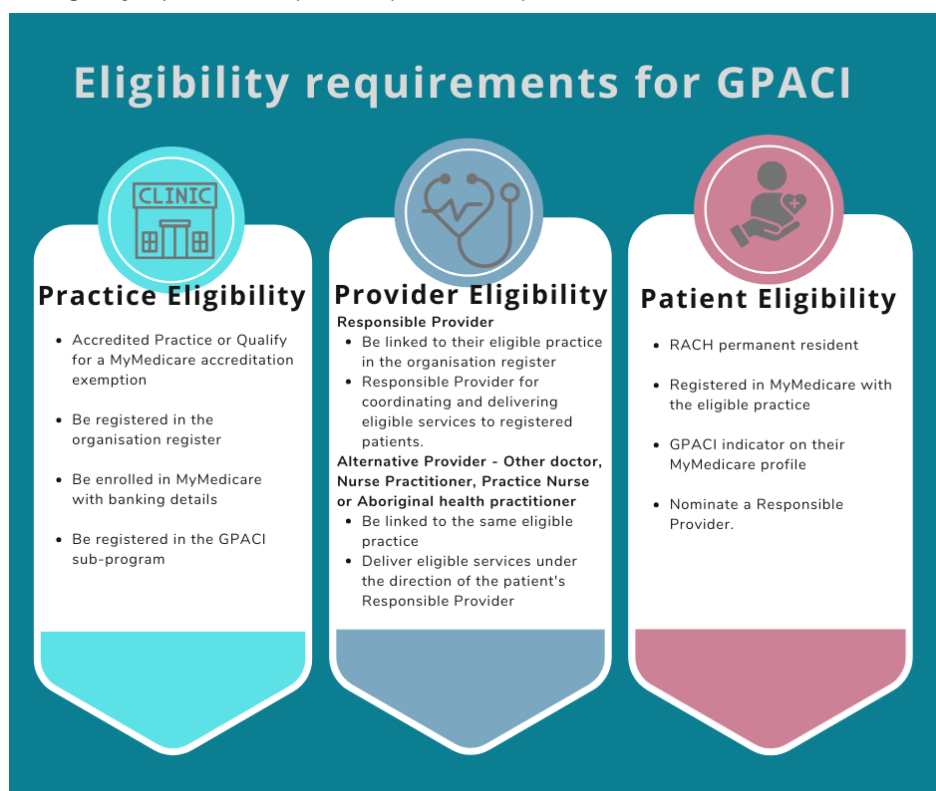 Eligibility requirements for GPACI
CLINIC
Practice Eligibility
• Accredited Practice or Qualify
for a MyMedicare accreditation
exemption
• Be registered in the
organisation register
• Be enrolled in MyMedicare
with banking details
• Be registered in the GPACI
sub-program
Provider Eligibility
Responsible Provider
• Be linked to their eligible practice
in the organisation register
• Responsible Provider for
coordinating and delivering
eligible services to registered
patients.
Alternative Provider - Other doctor,
Nurse Practitioner, Practice Nurse
or Aboriginal health practitioner
• Be linked to the same eligible
practice
• Deliver eligible services under
the direction of the patient's
Responsible Provider
Patient Eligibility
• RACH permanent resident
• Registered in MyMedicare with
the eligible practice
• GPACI indicator on their
MyMedicare profile
• Nominate a Responsible
Provider.